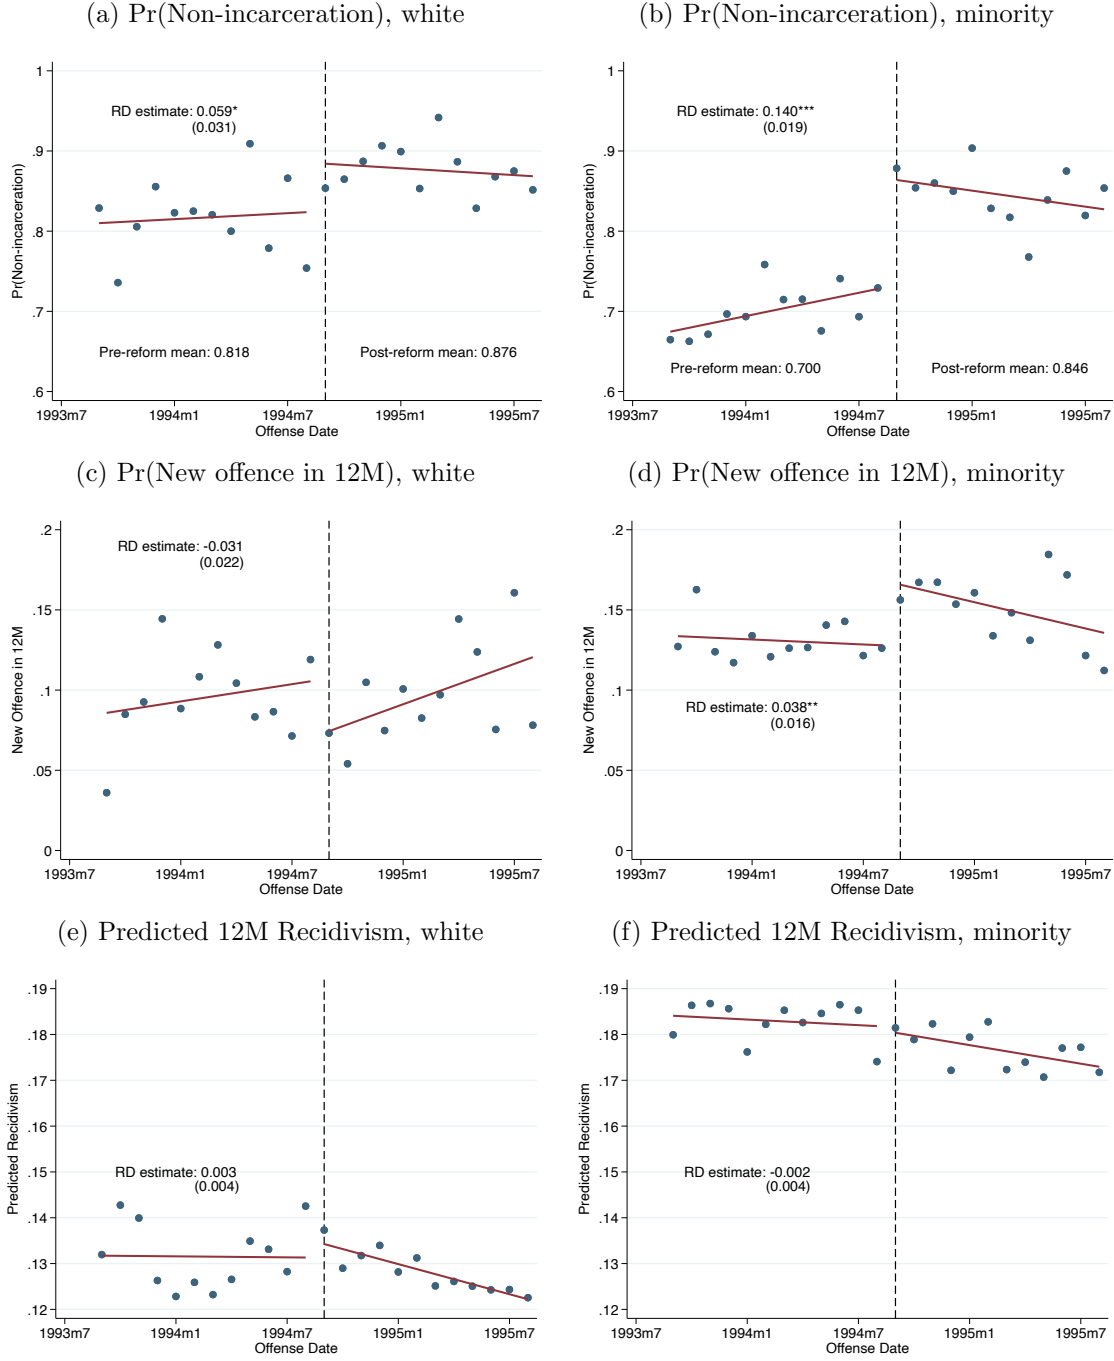 (a) Pr(Non-incarceration), white
1
.9
.8
.7
.6
Pr(Non-incarceration)
RD estimate: 0.059*
(0.031)
Pre-reform mean: 0.818
Post-reform mean: 0.876
1993m7
1994m1
1994m7
1995m1
1995m7
Offense Date
(b) Pr(Non-incarceration), minority
1
.9
.8
.7
.6
Pr(Non-incarceration)
RD estimate: 0.140***
(0.019)
Pre-reform mean: 0.700
Post-reform mean: 0.846
1993m7
1994m1
1994m7
1995m1
1995m7
Offense Date
(c) Pr(New offence in 12M), white
.2
.15
.1
.05
0
New Offence in 12M
RD estimate: -0.031
(0.022)
1993m7
1994m1
1994m7
1995m1
1995m7
Offense Date
(d) Pr(New offence in 12M), minority
.2
.15
.1
.05
0
New Offence in 12M
RD estimate: 0.038**
(0.016)
1993m7
1994m1
1994m7
1995m1
1995m7
Offense Date
(e) Predicted 12M Recidivism, white
.19
.18
.17
.16
.15
.14
.13
.12
Predicted Recidivism
RD estimate: 0.003
(0.004)
1993m7
1994m1
1994m7
1995m1
1995m7
Offense Date
(f) Predicted 12M Recidivism, minority
.19
.18
.17
.16
.15
.14
.13
.12
Predicted Recidivism
RD estimate: -0.002
(0.004)
1993m7
1994m1
1994m7
1995m1
1995m7
Offense Date